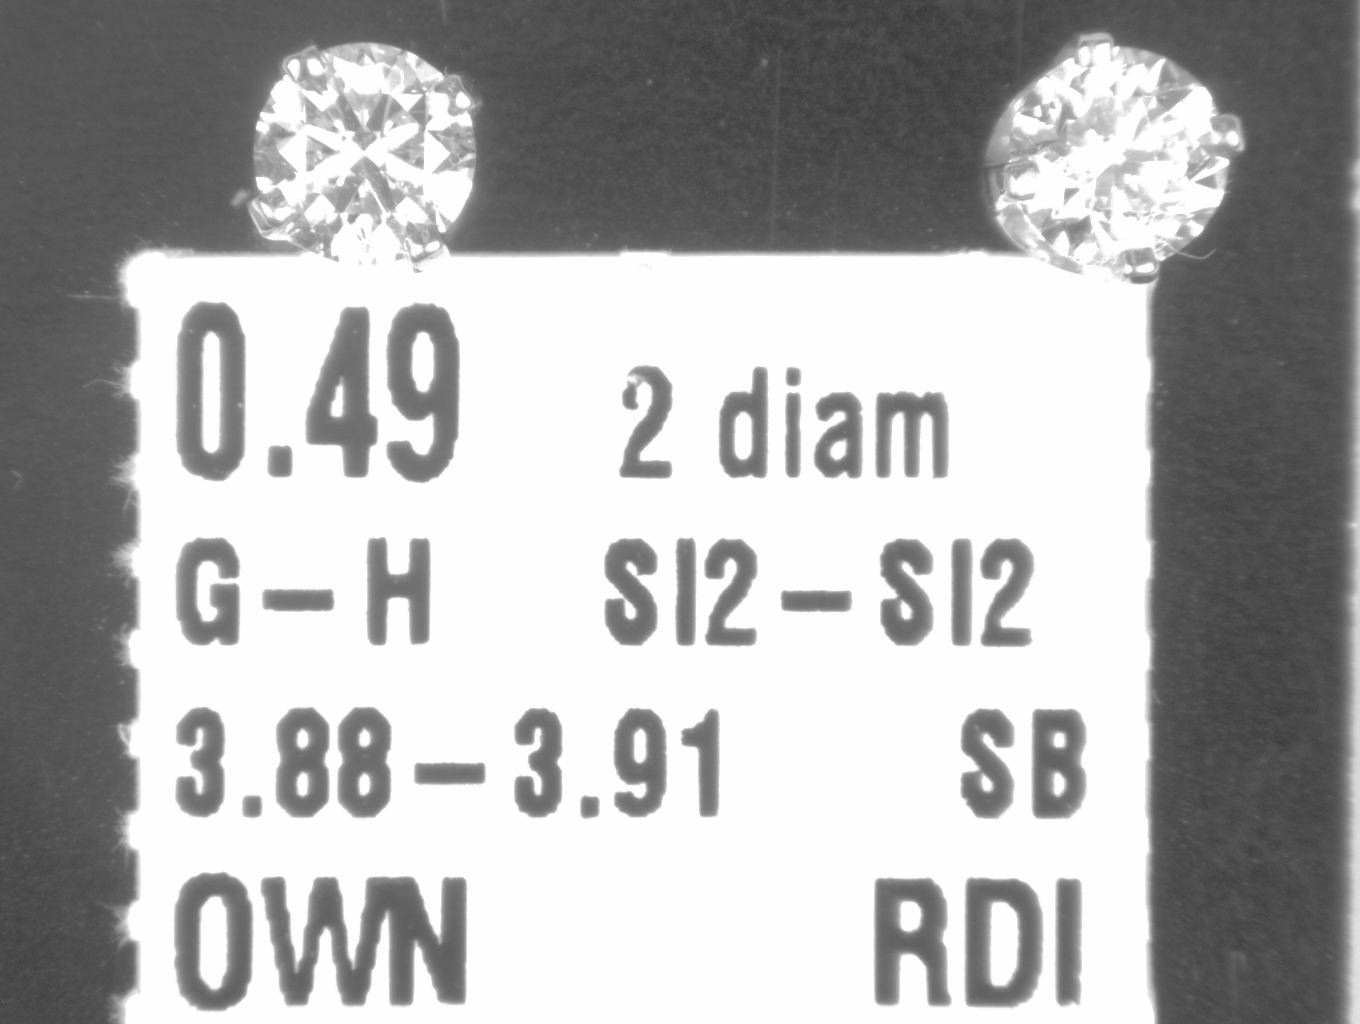 0.49 2 diam
G-H SI2-SI2
3.88-3.91 SB
OWN RDI